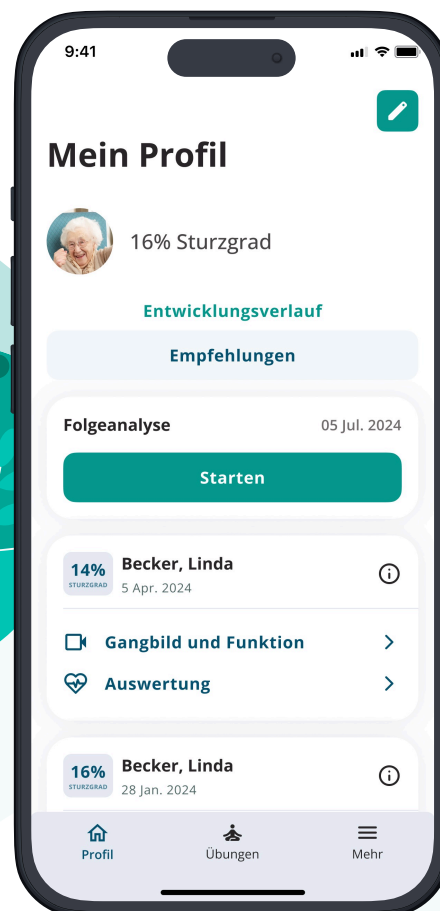 9:41
Mein Profil
16% Sturzgrad
Entwicklungsverlauf
Empfehlungen
Folgeanalyse 05 Jul. 2024
Starten
14% STURZGRAD
Becker, Linda
5 Apr. 2024
Gangbild und Funktion
Auswertung
16% STURZGRAD
Becker, Linda
28 Jan. 2024
Profil Übungen Mehr